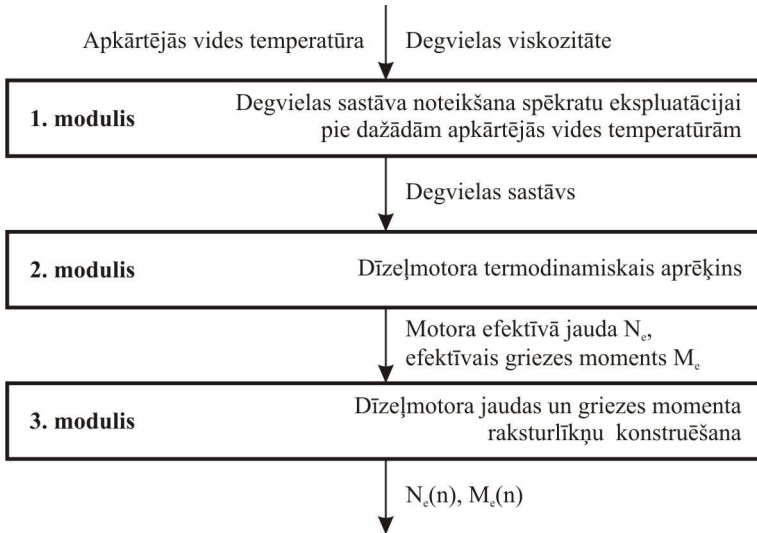 Apkārtējās vides temperatūra
Degvielas viskozitāte
1. modulis
Degvielas sastāva noteikšana spēkratu ekspluatācijai
pie dažādām apkārtējās vides temperatūrām
Degvielas sastāvs
2. modulis
Dīzeļmotora termodinamiskais aprēķins
Motora efektīvā jauda Nₑ,
efektīvais griezes moments Mₑ
3. modulis
Dīzeļmotora jaudas un griezes momenta
raksturlīkņu konstruēšana
Nₑ(n), Mₑ(n)